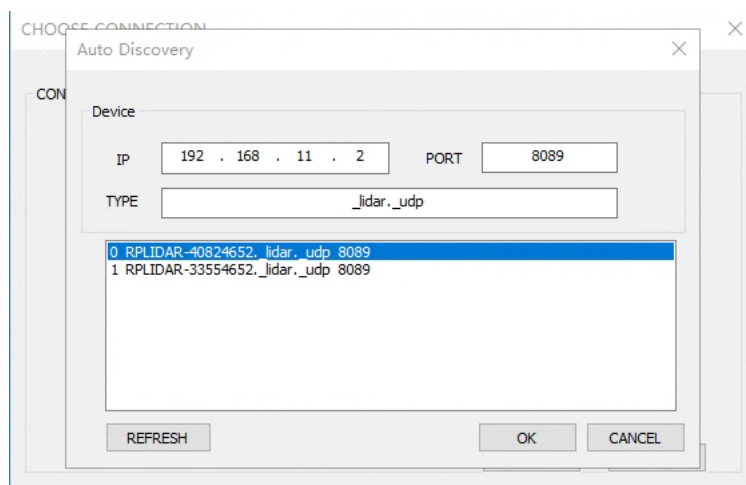 CHOOSE CONNECTION
Auto Discovery
CON
Device
IP 192 . 168 . 11 . 2 PORT 8089
TYPE _lidar._udp
0 RPLIDAR-40824652._lidar._udp 8089
1 RPLIDAR-33554652._lidar._udp 8089
REFRESH OK CANCEL